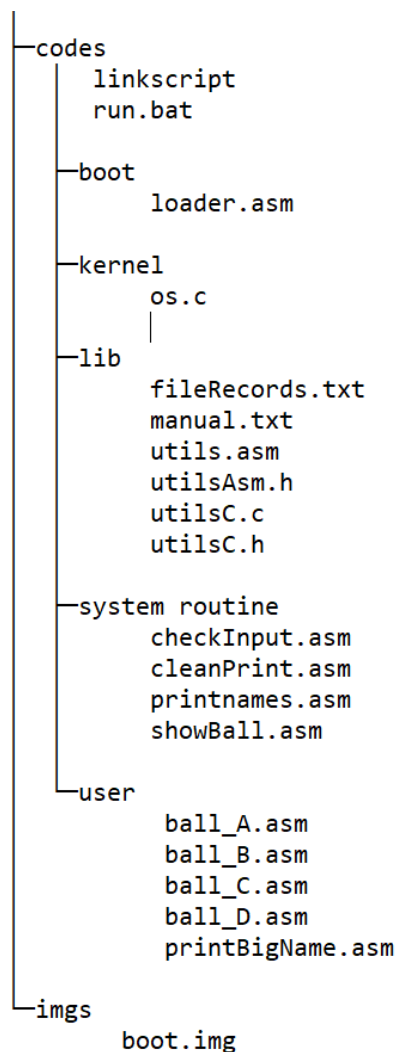 codes
linkscript
run.bat
boot
loader.asm
kernel
os.c
lib
fileRecords.txt
manual.txt
utils.asm
utilsAsm.h
utilsC.c
utilsC.h
system routine
checkInput.asm
cleanPrint.asm
printnames.asm
showBall.asm
user
ball_A.asm
ball_B.asm
ball_C.asm
ball_D.asm
printBigName.asm
imgs
boot.img